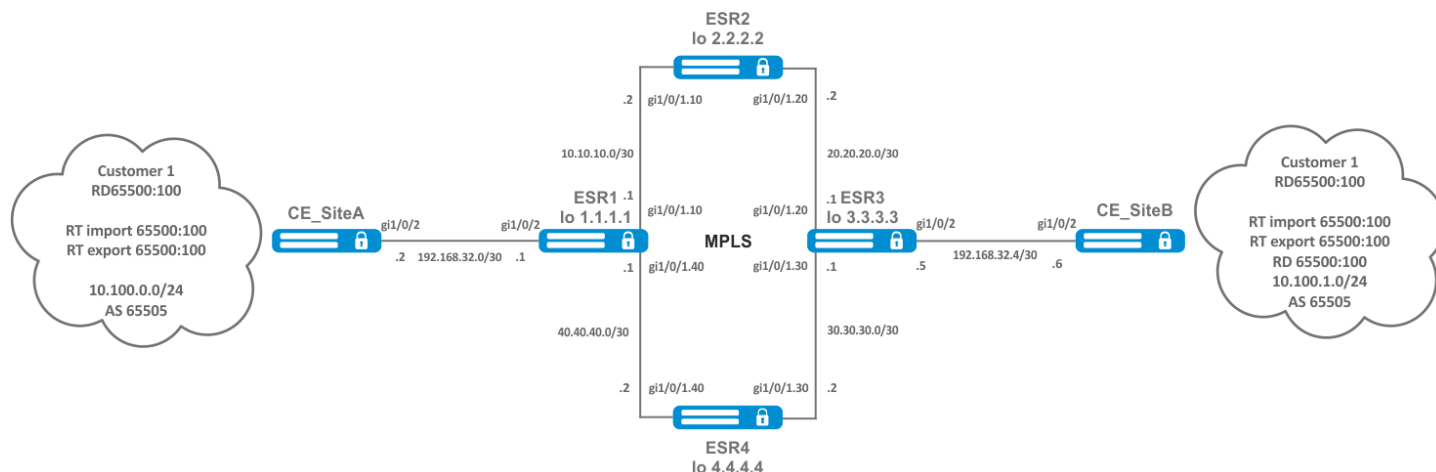 ESR2
lo 2.2.2.2
.2
gi1/0/1.10
gi1/0/1.20
.2
10.10.10.0/30
20.20.20.0/30
Customer 1
RD65500:100
RT import 65500:100
RT export 65500:100
10.100.0.0/24
AS 65505
CE_SiteA
gi1/0/2
.2
192.168.32.0/30
gi1/0/2
.1
ESR1
lo 1.1.1.1
.1
gi1/0/1.10
.1
gi1/0/1.40
MPLS
gi1/0/1.20
.1
gi1/0/1.30
.1
ESR3
lo 3.3.3.3
gi1/0/2
.5
192.168.32.4/30
gi1/0/2
.6
CE_SiteB
Customer 1
RD65500:100
RT import 65500:100
RT export 65500:100
RD 65500:100
10.100.1.0/24
AS 65505
40.40.40.0/30
30.30.30.0/30
.2
gi1/0/1.40
gi1/0/1.30
.2
ESR4
lo 4.4.4.4